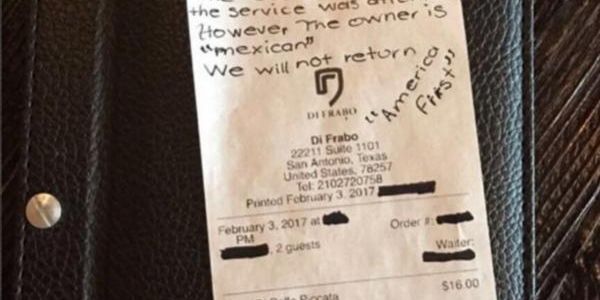 the service was
However The owner is
"mexican"
We will not return
"America
First"
DI FRABO
Di Frabo
22211 Suite 1101
San Antonio, Texas
United States, 78257
Tel: 2102720758
Printed February 3, 2017
February 3, 2017 at
Order #:
PM
, 2 guests
Waiter:
Piccata
$16.00